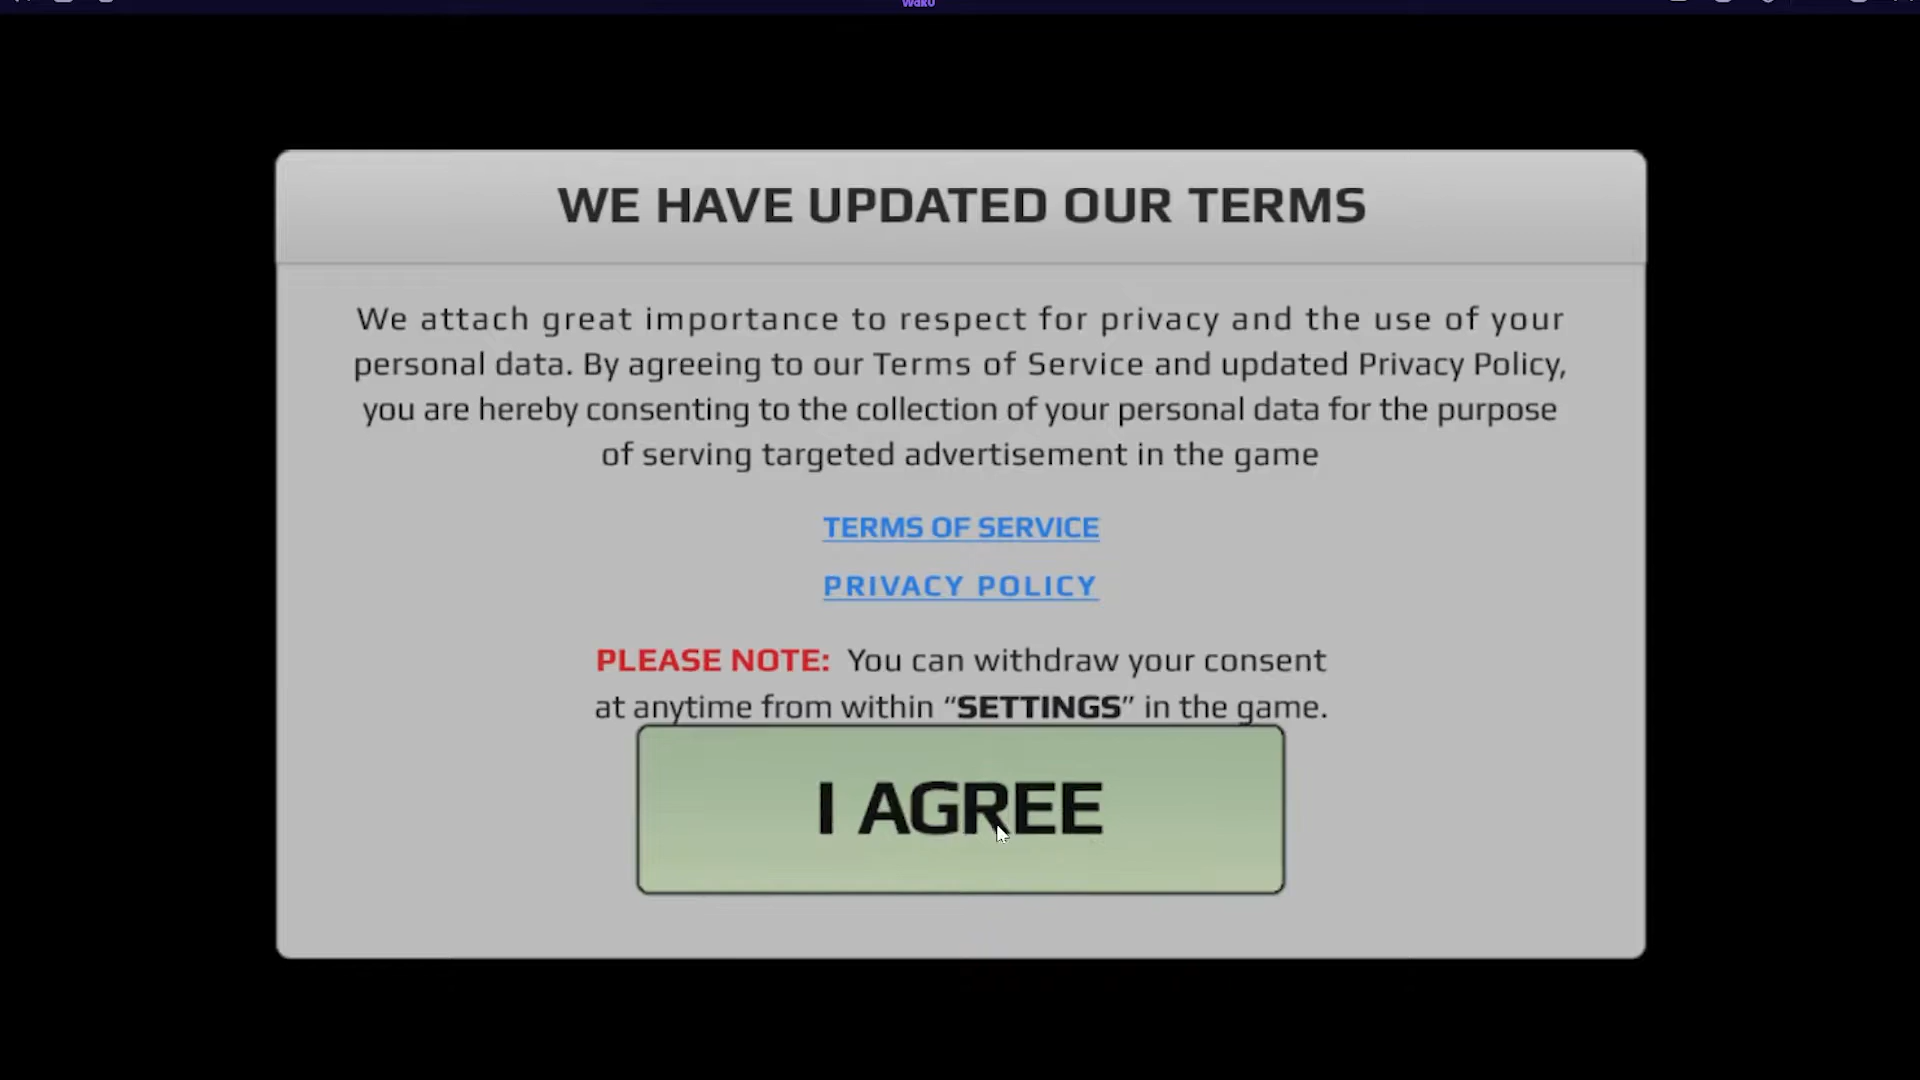 WE HAVE UPDATED OUR TERMS
We attach great importance to respect for privacy and the use of your
personal data. By agreeing to our Terms of Service and updated Privacy Policy,
you are hereby consenting to the collection of your personal data for the purpose
of serving targeted advertisement in the game
TERMS OF SERVICE
PRIVACY POLICY
PLEASE NOTE: You can withdraw your consent
at anytime from within “SETTINGS” in the game.
I AGREE